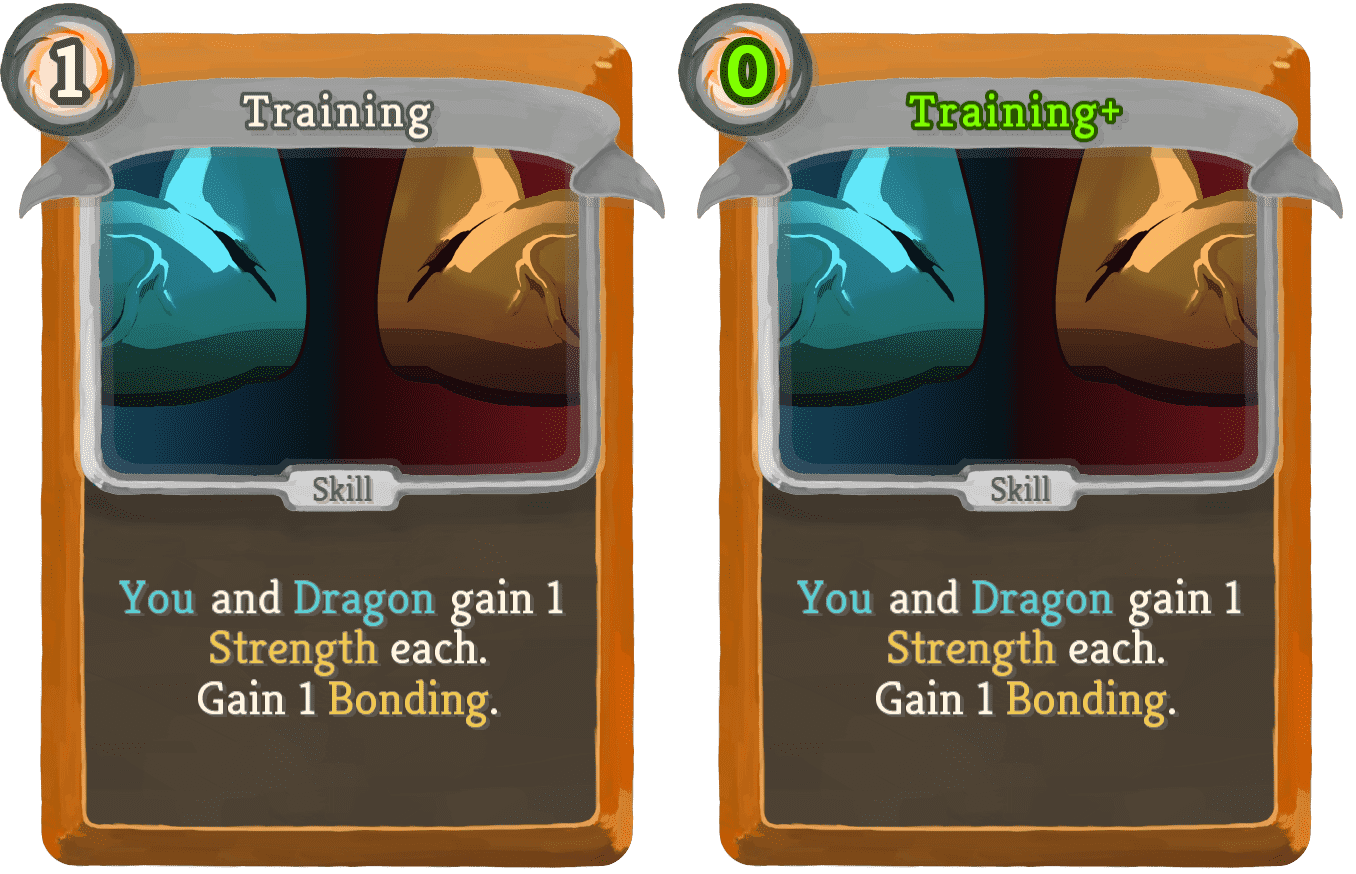 1
Training
Skill
You and Dragon gain 1
Strength each.
Gain 1 Bonding.
0
Training+
Skill
You and Dragon gain 1
Strength each.
Gain 1 Bonding.